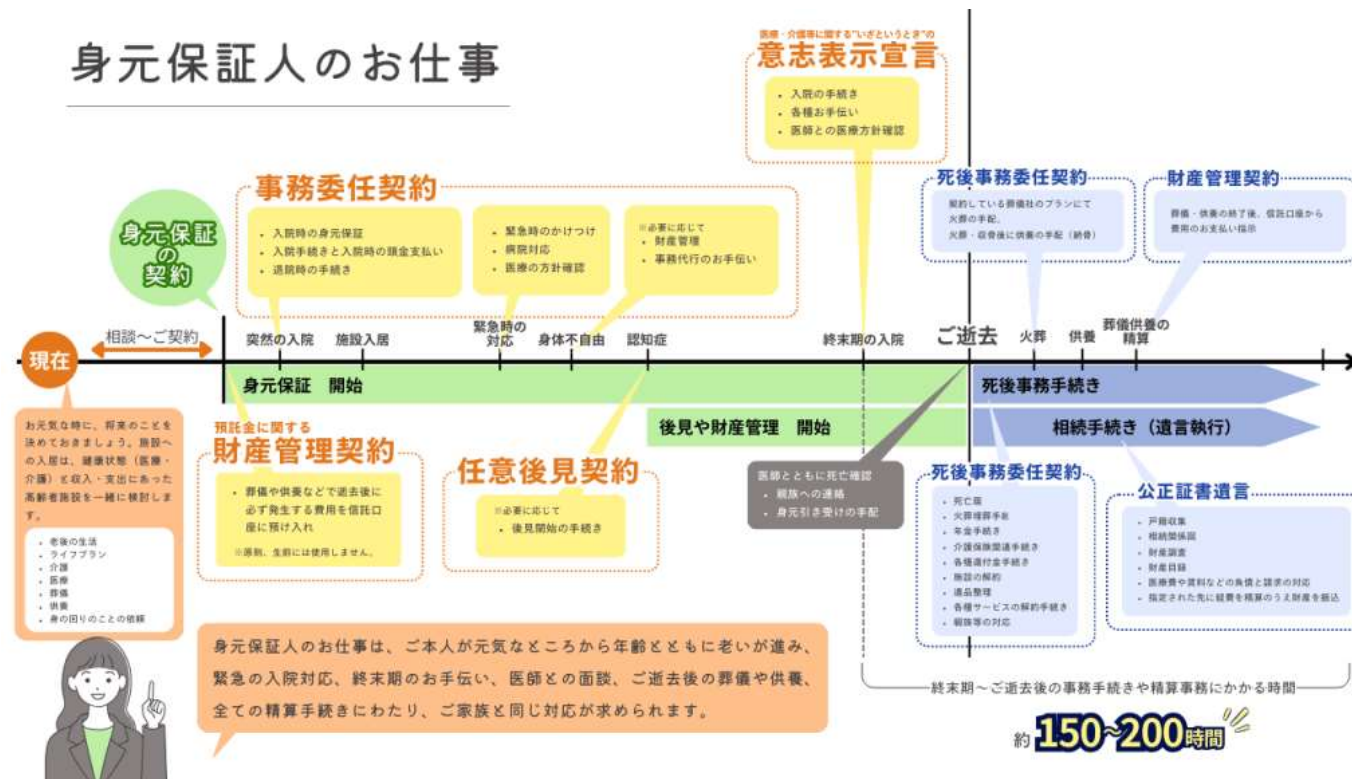 身元保証人のお仕事
医療・介護等に関する"いざというとき"の
意志表示宣言
・入院の手続き
・各種お手伝い
・医師との医療方針確認
事務委任契約
・入院時の身元保証
・入院手続きと入院時の頭金支払い
・退院時の手続き
・緊急時のかけつけ
・病院対応
・医療の方針確認
※必要に応じて
・財産管理
・事務代行のお手伝い
死後事務委任契約
契約している葬儀社のプランにて
火葬の手配、
火葬・収骨後に供養の手配（納骨）
財産管理契約
葬儀・供養の終了後、信託口座から
費用のお支払い指示
身元保証
の
契約
現在
相談～ご契約
突然の入院
施設入居
緊急時の
対応
身体不自由
認知症
終末期の入院
ご逝去
火葬
供養
葬儀供養の
精算
身元保証 開始
死後事務手続き
後見や財産管理 開始
相続手続き（遺言執行）
お元気な時に、将来のことを
決めておきましょう。施設へ
の入居は、健康状態（医療・
介護）と収入・支出にあった
高齢者施設を一緒に検討しま
す。
・老後の生活
・ライフプラン
・介護
・医療
・葬儀
・供養
・身の回りのことの依頼
預託金に関する
財産管理契約
・葬儀や供養などで逝去後に
必ず発生する費用を信託口
座に預け入れ
※原則、生前には使用しません。
任意後見契約
※必要に応じて
・後見開始の手続き
医師とともに死亡確認
・親族への連絡
・身元引き受けの手配
死後事務委任契約
・死亡届
・火葬埋葬手続
・年金手続き
・介護保険関連手続き
・各種還付金手続き
・施設の解約
・遺品整理
・各種サービスの解約手続き
・親族等の対応
公正証書遺言
・戸籍収集
・相続関係図
・財産調査
・財産目録
・医療費や賃料などの負債と請求の対応
・指定された先に経費を精算のうえ財産を振込
身元保証人のお仕事は、ご本人が元気なところから年齢とともに老いが進み、
緊急の入院対応、終末期のお手伝い、医師との面談、ご逝去後の葬儀や供養、
全ての精算手続きにわたり、ご家族と同じ対応が求められます。
終末期～ご逝去後の事務手続きや精算事務にかかる時間
約150～200時間